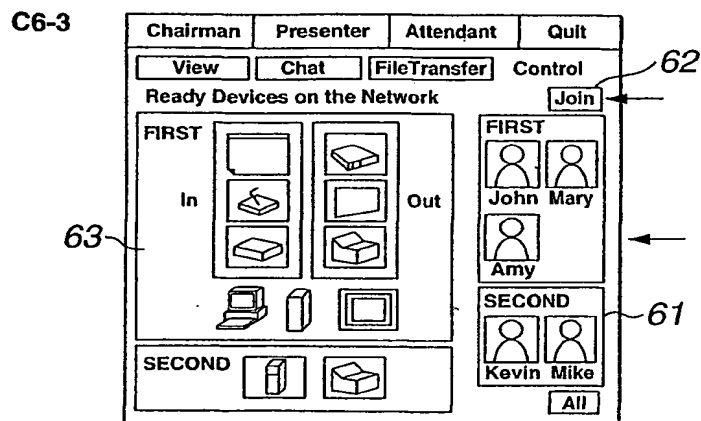 C6-3
Chairman Presenter Attendant Quit
View Chat FileTransfer Control
62
Ready Devices on the Network Join
FIRST FIRST
John Mary
In Out
63
Amy
SECOND 61
Kevin Mike
SECOND
All